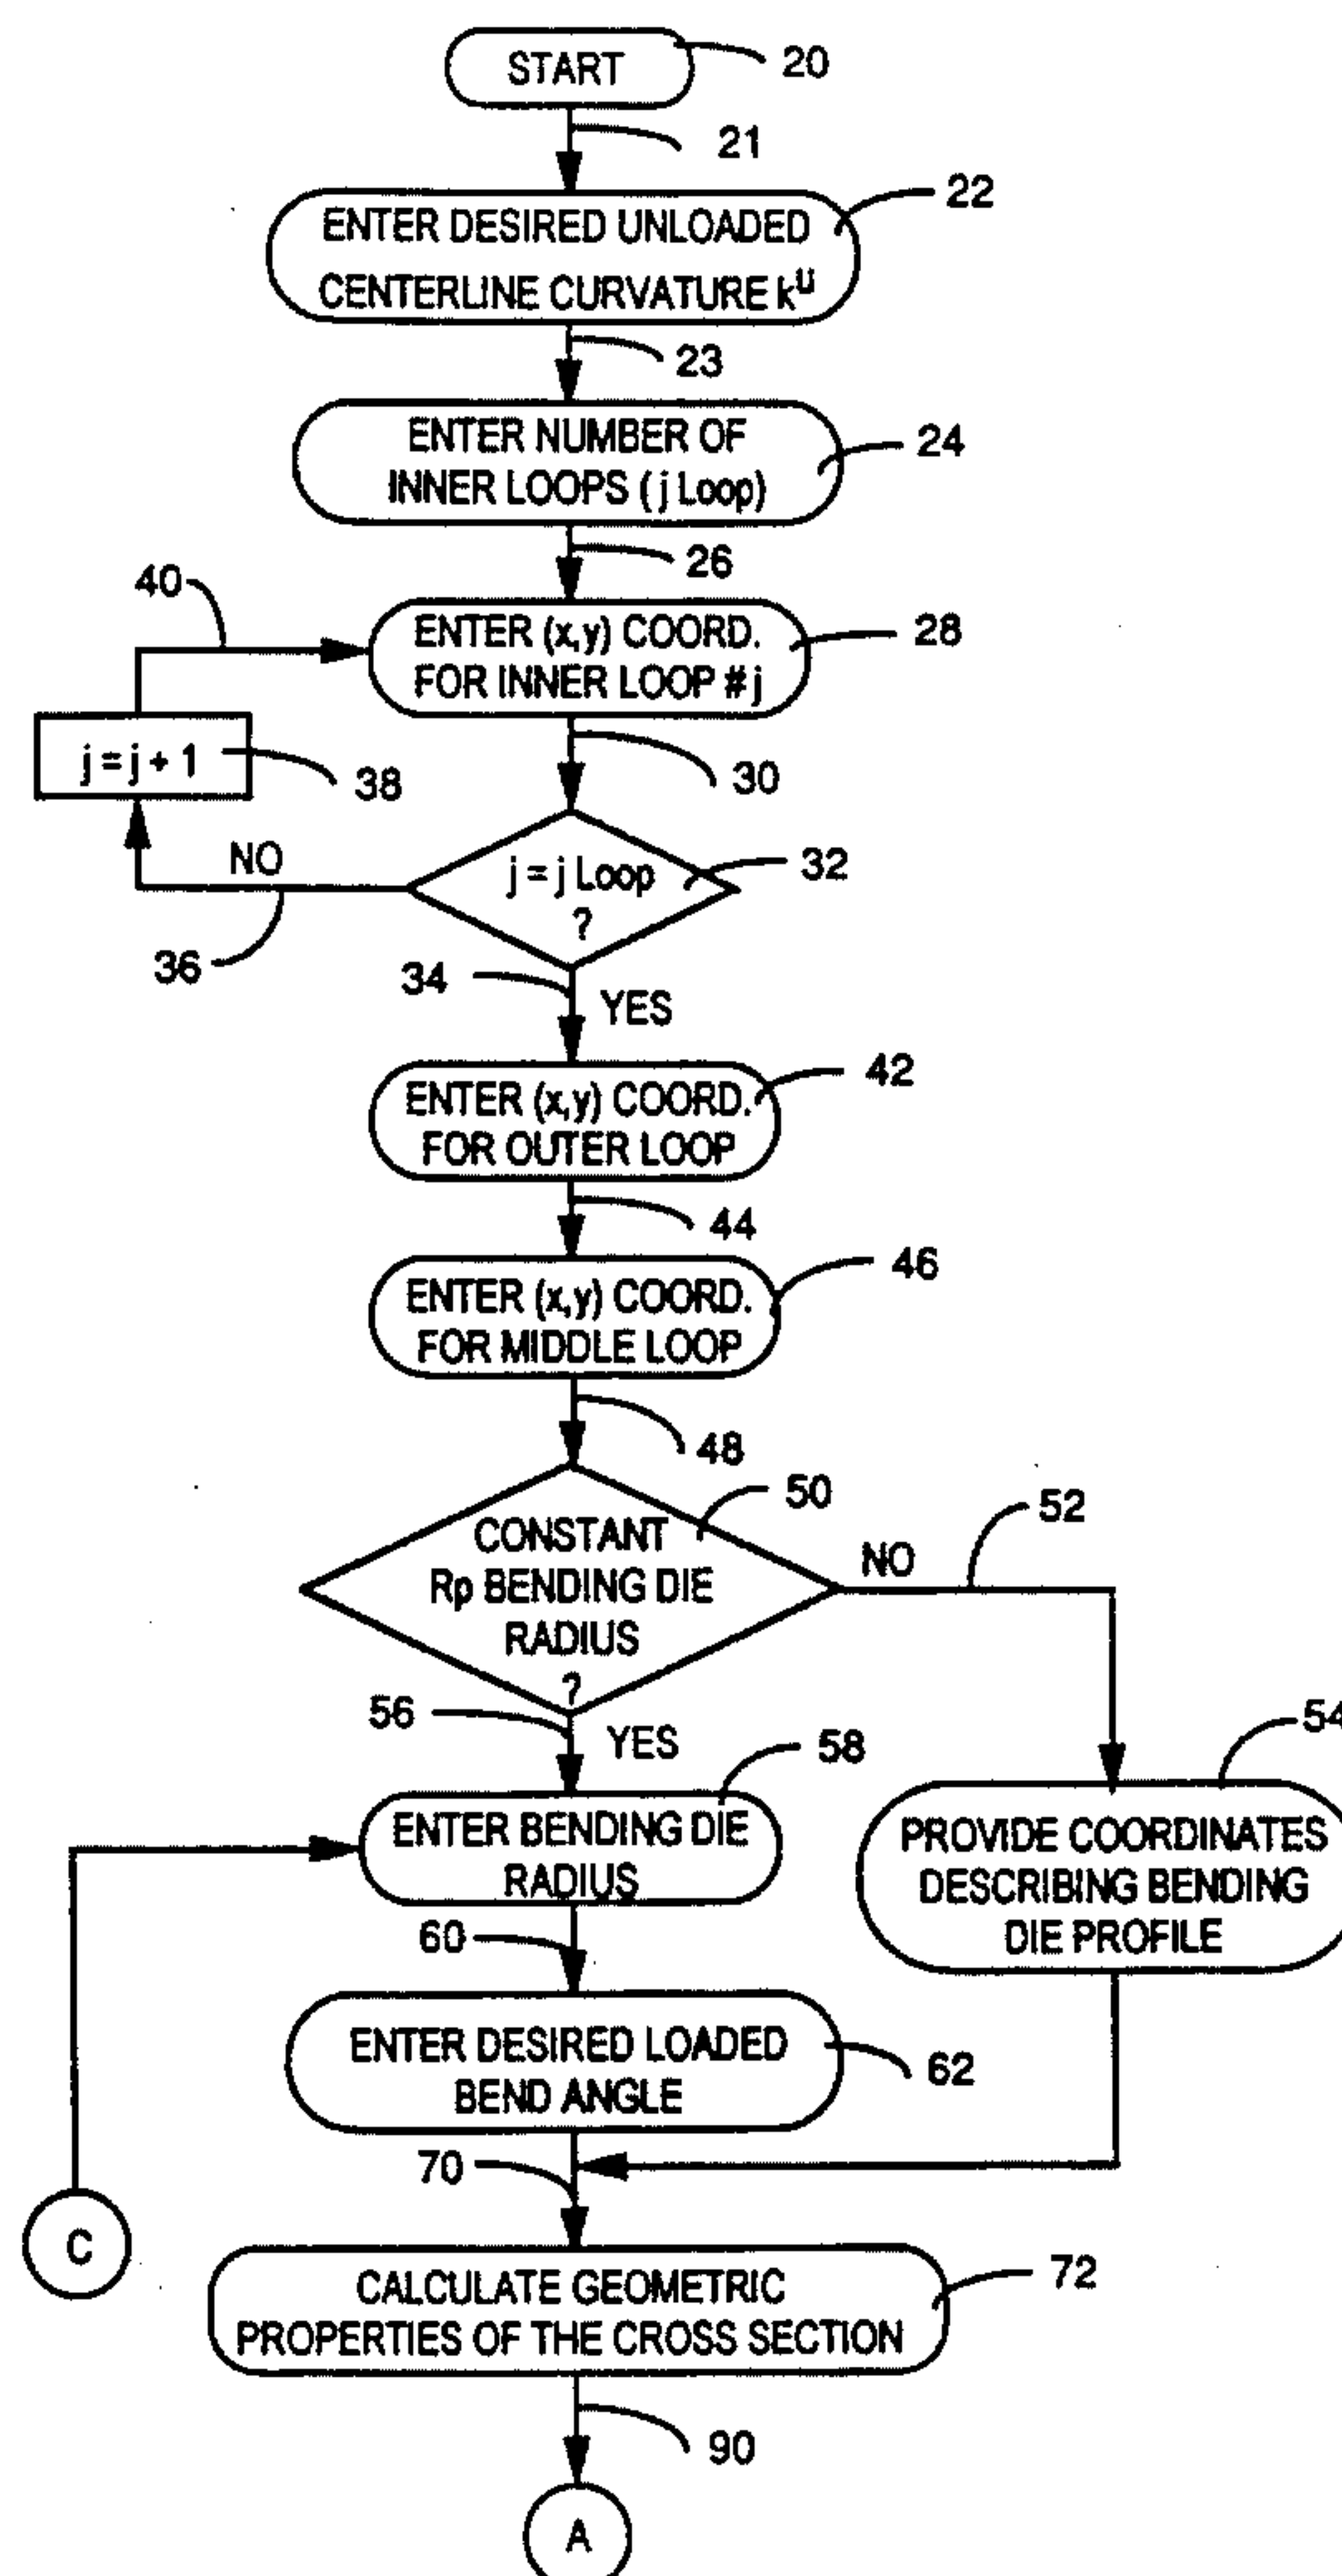 START
20
21
ENTER DESIRED UNLOADED
CENTERLINE CURVATURE k^u
22
23
ENTER NUMBER OF
INNER LOOPS ( j Loop)
24
26
40
ENTER (x,y) COORD.
FOR INNER LOOP # j
28
j = j + 1
38
30
NO
j = j Loop
?
32
36
34
YES
ENTER (x,y) COORD.
FOR OUTER LOOP
42
44
ENTER (x,y) COORD.
FOR MIDDLE LOOP
46
48
CONSTANT
Rp BENDING DIE
RADIUS
?
50
NO
52
56
YES
58
54
ENTER BENDING DIE
RADIUS
PROVIDE COORDINATES
DESCRIBING BENDING
DIE PROFILE
60
ENTER DESIRED LOADED
BEND ANGLE
62
70
C
CALCULATE GEOMETRIC
PROPERTIES OF THE CROSS SECTION
72
90
A